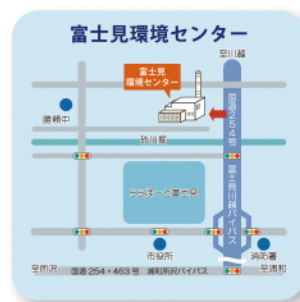 富士見環境センター
至川越
富士見
環境センター
国道254号
勝瀬中
砂川堀
ららぽーと富士見
富士見川越バイパス
市役所
消防署
至所沢
国道254・463号 浦和所沢バイパス
至浦和